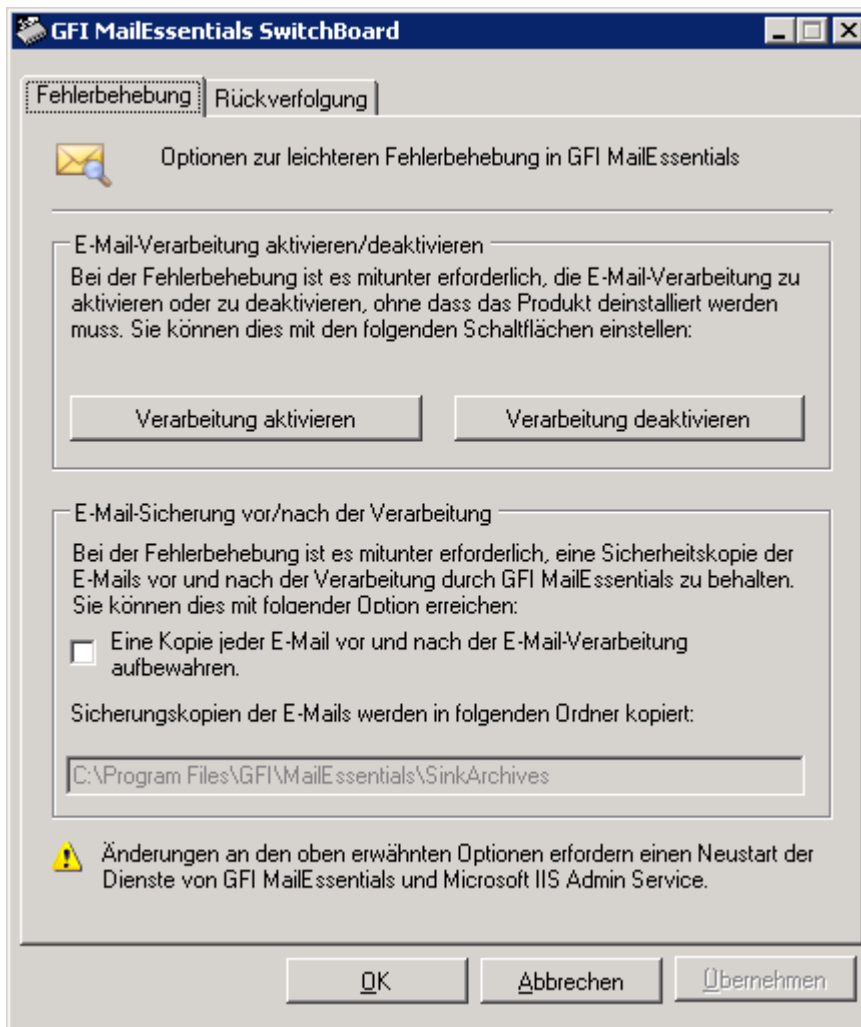 GFI MailEssentials SwitchBoard
Fehlerbehebung
Rückverfolgung
Optionen zur leichteren Fehlerbehebung in GFI MailEssentials
E-Mail-Verarbeitung aktivieren/deaktivieren
Bei der Fehlerbehebung ist es mitunter erforderlich, die E-Mail-Verarbeitung zu
aktivieren oder zu deaktivieren, ohne dass das Produkt deinstalliert werden
muss. Sie können dies mit den folgenden Schaltflächen einstellen:
Verarbeitung aktivieren
Verarbeitung deaktivieren
E-Mail-Sicherung vor/nach der Verarbeitung
Bei der Fehlerbehebung ist es mitunter erforderlich, eine Sicherheitskopie der
E-Mails vor und nach der Verarbeitung durch GFI MailEssentials zu behalten.
Sie können dies mit folgender Option erreichen:
Eine Kopie jeder E-Mail vor und nach der E-Mail-Verarbeitung
aufbewahren.
Sicherungskopien der E-Mails werden in folgenden Ordner kopiert:
C:\Program Files\GFI\MailEssentials\SinkArchives
Änderungen an den oben erwähnten Optionen erfordern einen Neustart der
Dienste von GFI MailEssentials und Microsoft IIS Admin Service.
OK
Abbrechen
Übernehmen